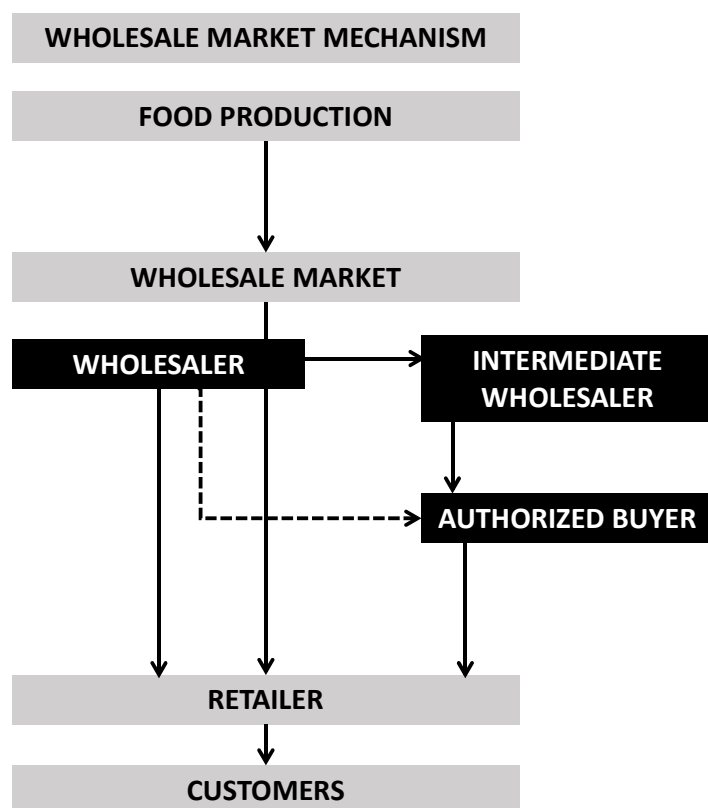 WHOLESALE MARKET MECHANISM
FOOD PRODUCTION
WHOLESALE MARKET
WHOLESALER
INTERMEDIATE
WHOLESALER
AUTHORIZED BUYER
RETAILER
CUSTOMERS